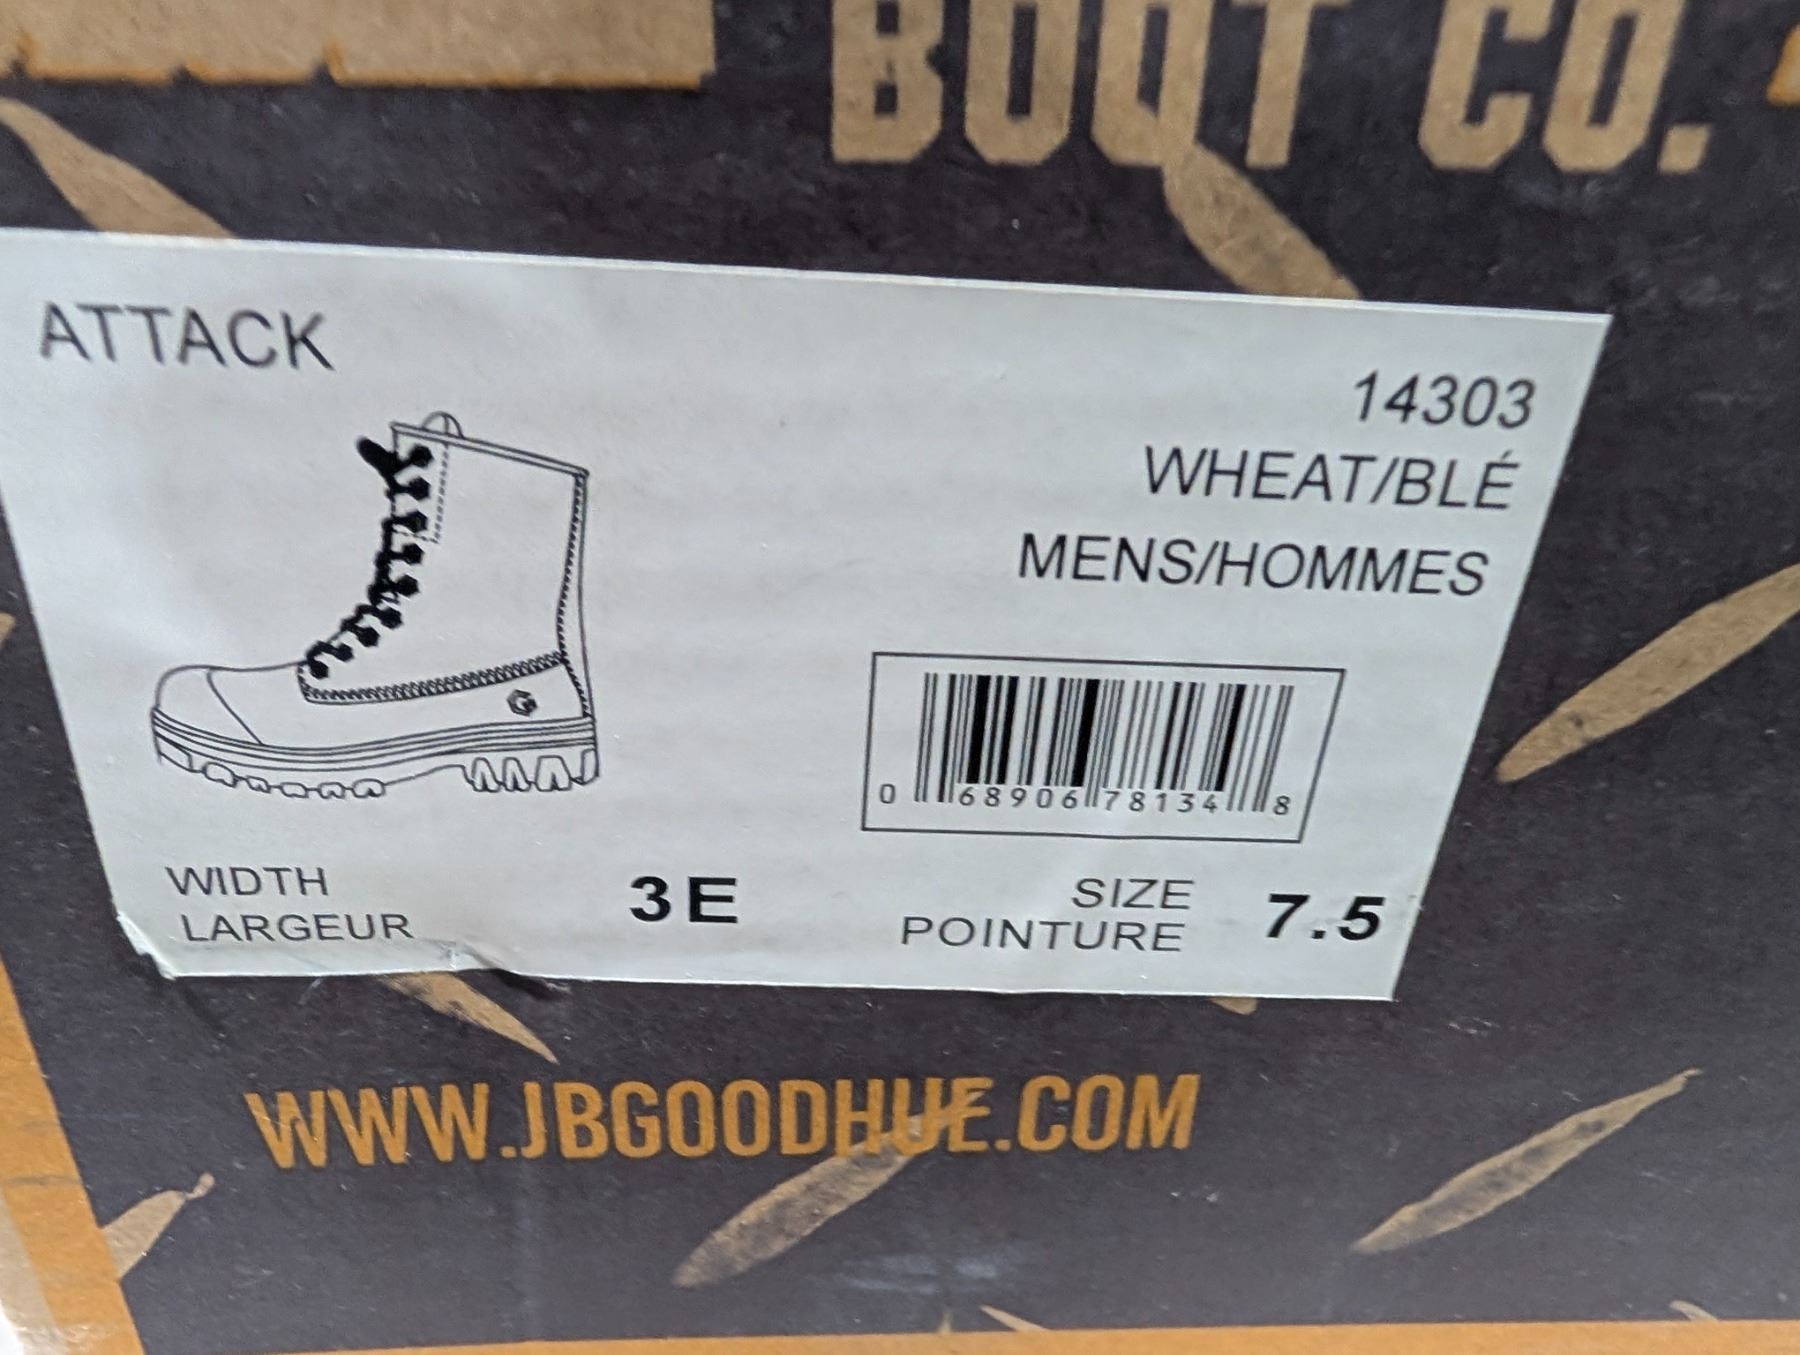 BOOT CO.
ATTACK
14303
WHEAT/BLÉ
MENS/HOMMES
0 68906 78134 8
WIDTH
LARGEUR
3E
SIZE
POINTURE
7.5
WWW.JBGOODHUE.COM